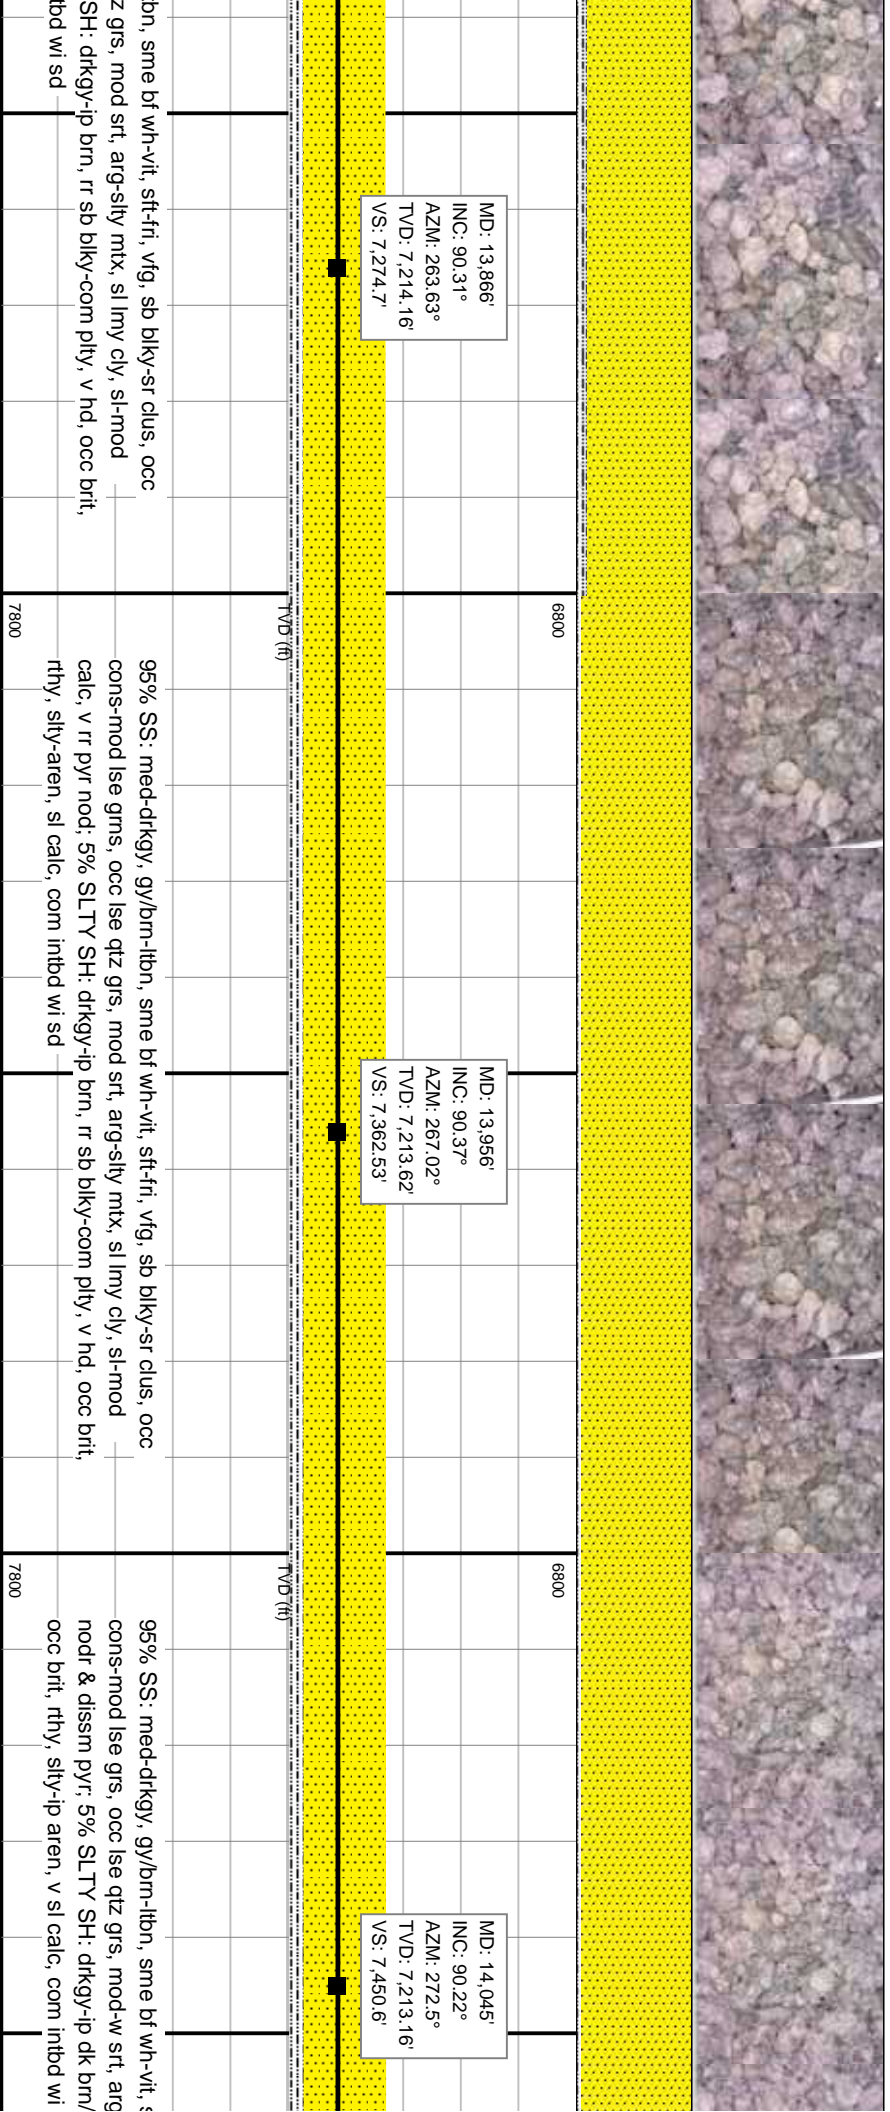 bn, sme bf wh-vit, sft-fri, vfg, sb blky-sr clus, occ
z grs, mod srt, arg-slty mtx, sl lmy cly, sl-mod
SH: drkgy-ip brn, rr sb blky-com plty, v hd, occ brit,
tbd wi sd
MD: 13,866'
INC: 90.31°
AZM: 263.63°
TVD: 7,214.16'
VS: 7,274.7'
6800
TVD (ft)
7800
95% SS: med-drkgy, gy/brn-ltbn, sme bf wh-vit, sft-fri, vfg, sb blky-sr clus, occ
cons-mod lse grns, occ lse qtz grs, mod srt, arg-slty mtx, sl lmy cly, sl-mod
calc, v rr pyr nod; 5% SLTY SH: drkgy-ip brn, rr sb blky-com plty, v hd, occ brit,
rthy, slty-aren, sl calc, com intbd wi sd
MD: 13,956'
INC: 90.37°
AZM: 267.02°
TVD: 7,213.62'
VS: 7,362.53'
6800
TVD (ft)
7800
95% SS: med-drkgy, gy/brn-ltbn, sme bf wh-vit, s
cons-mod lse grs, occ lse qtz grs, mod-w srt, arg
nodr & dissm pyr; 5% SLTY SH: drkgy-ip dk brn/
occ brit, rthy, slty-ip aren, v sl calc, com intbd wi
MD: 14,045'
INC: 90.22°
AZM: 272.5°
TVD: 7,213.16'
VS: 7,450.6'